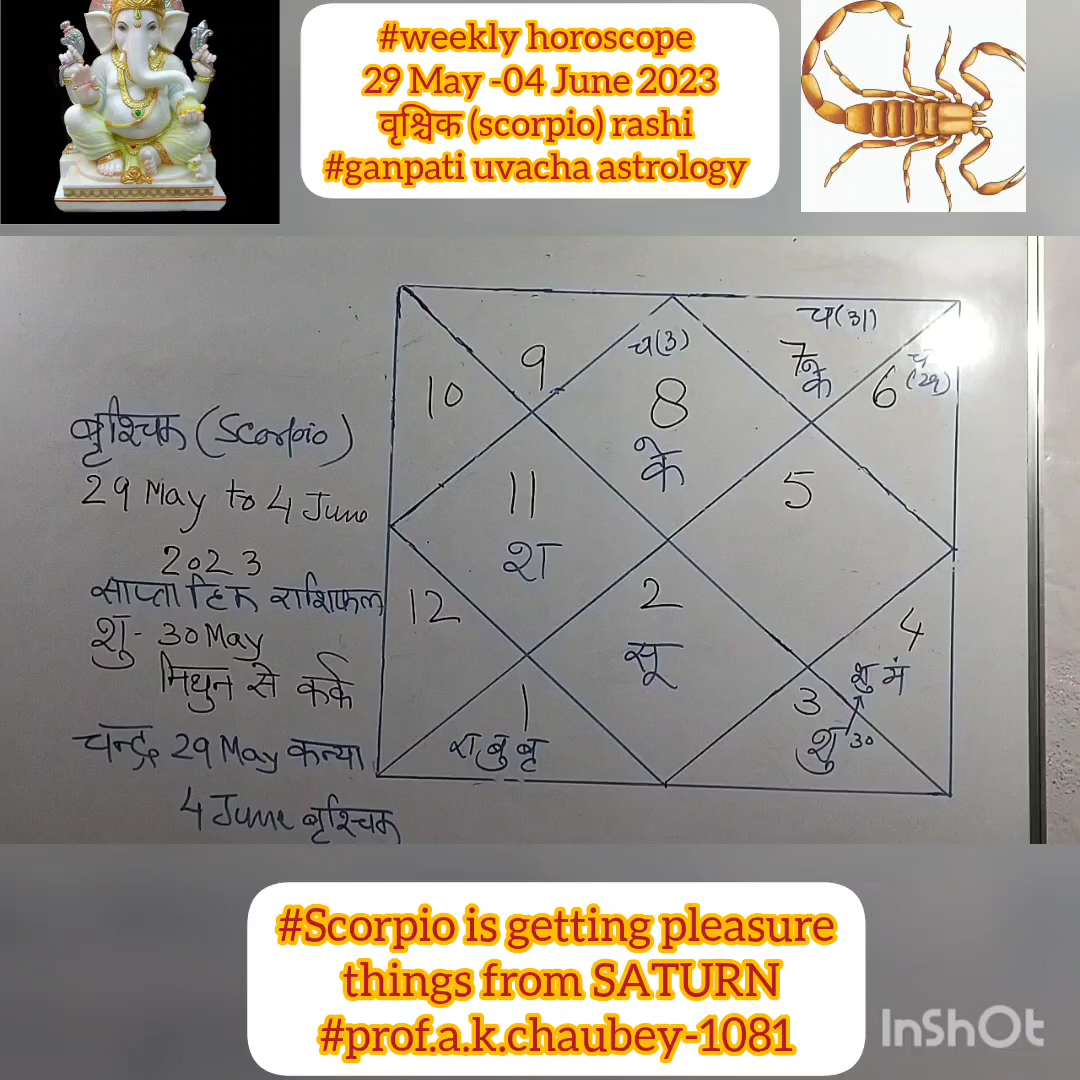 #weekly horoscope
29 May -04 June 2023
वृश्चिक (scorpio) rashi
#ganpati uvacha astrology
वृश्चिक (Scorpio)
29 May to 4 June
2023
साप्ताहिक राशिफल
शु - 30 May
मिथुन से कर्क
चन्द्र 29 May कन्या
4 June वृश्चिक
च(31)
च(3)
9
7
के
च
(29)
10
8
6
के
11
5
श
12
2
4
सू
शु मं
1
3
रा, बु बृ
शु
30
#Scorpio is getting pleasure
things from SATURN
#prof.a.k.chaubey-1081
InShOt